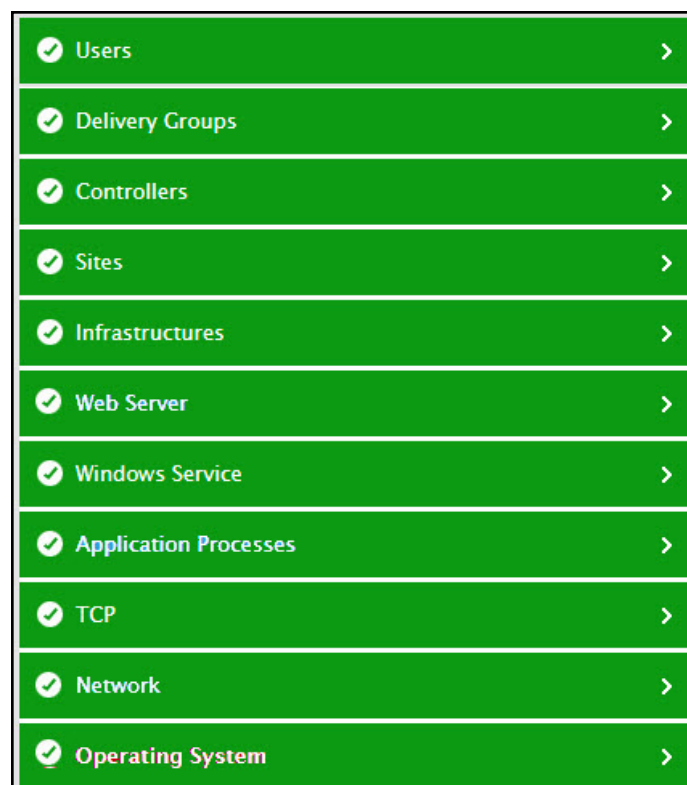 Users
Delivery Groups
Controllers
Sites
Infrastructures
Web Server
Windows Service
Application Processes
TCP
Network
Operating System